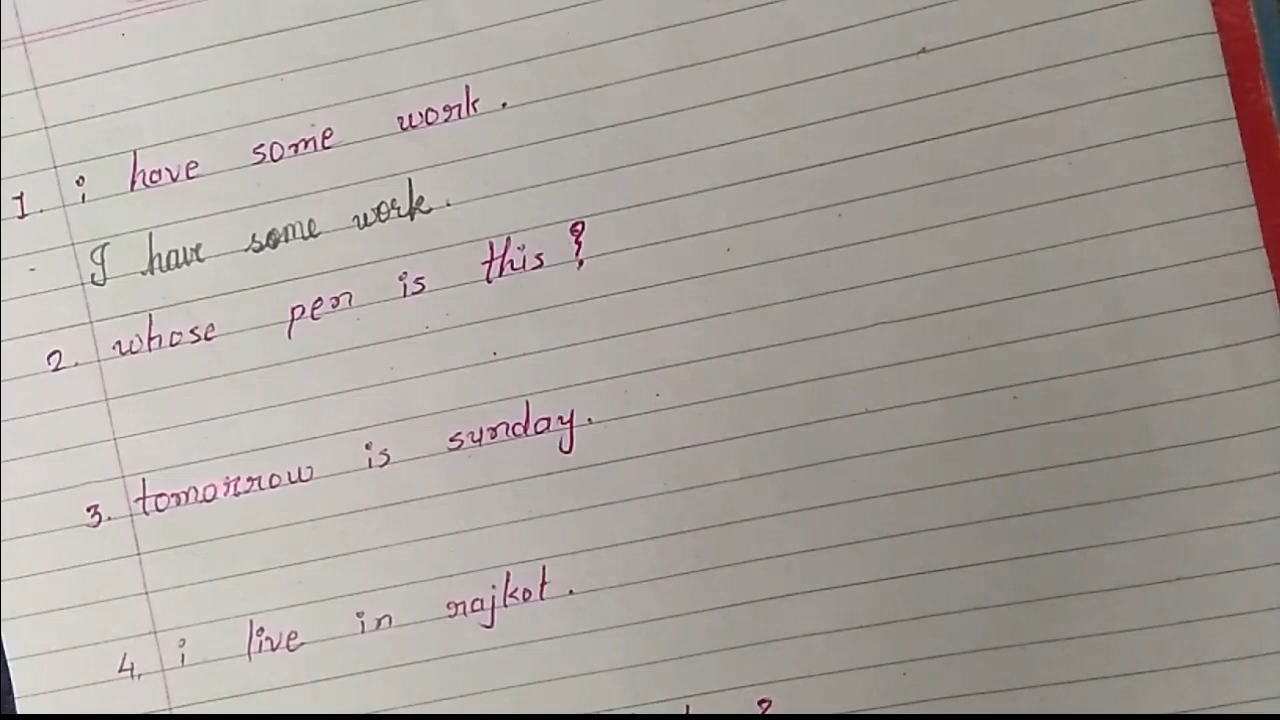 1. i have some work.
I have some work.
2. whose pen is this?
3. tomorrow is sunday.
4. i live in rajkot.